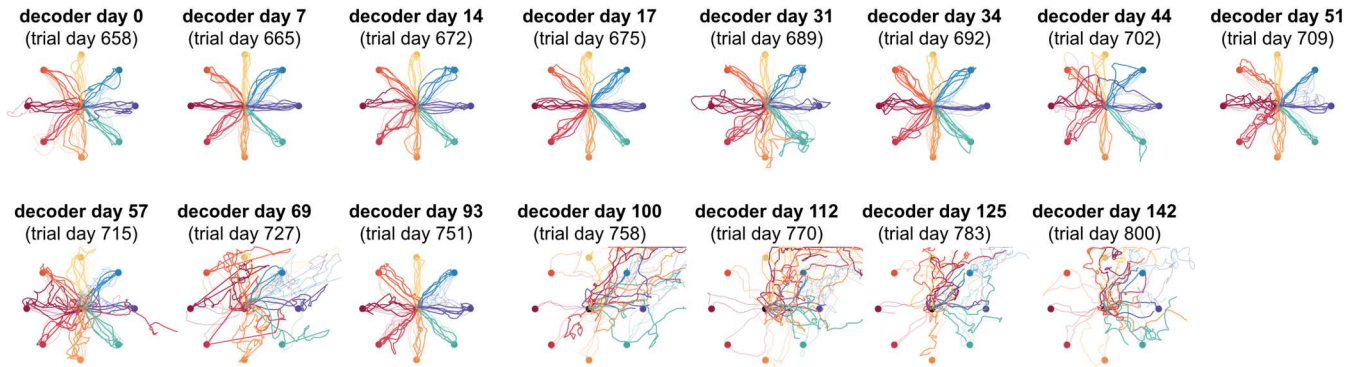 decoder day 0
(trial day 658)
decoder day 7
(trial day 665)
decoder day 14
(trial day 672)
decoder day 17
(trial day 675)
decoder day 31
(trial day 689)
decoder day 34
(trial day 692)
decoder day 44
(trial day 702)
decoder day 51
(trial day 709)
decoder day 57
(trial day 715)
decoder day 69
(trial day 727)
decoder day 93
(trial day 751)
decoder day 100
(trial day 758)
decoder day 112
(trial day 770)
decoder day 125
(trial day 783)
decoder day 142
(trial day 800)